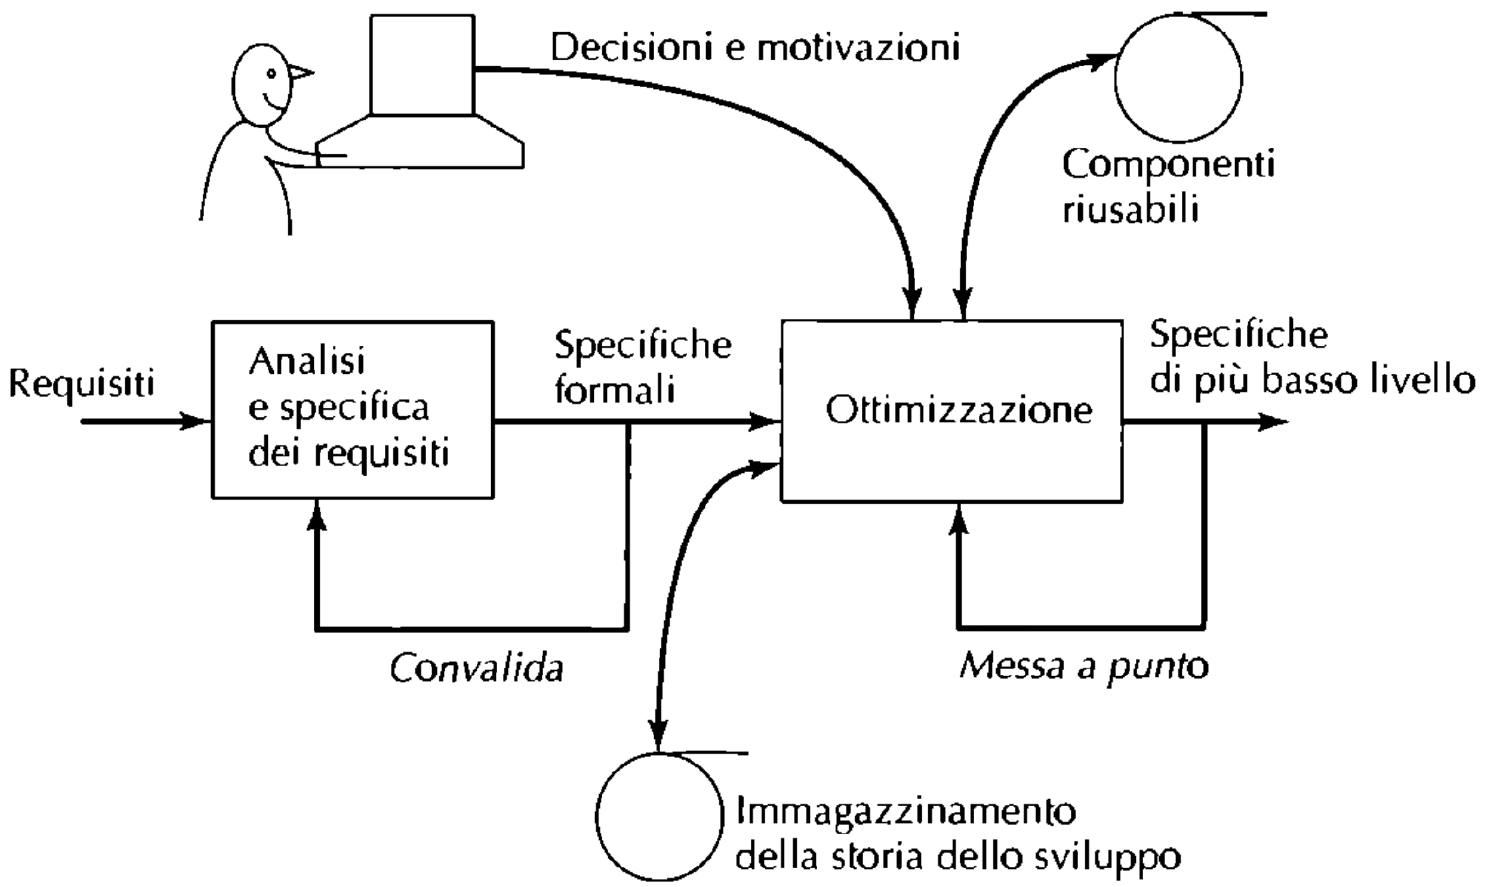 Decisioni e motivazioni
Componenti
riusabili
Requisiti
Analisi
e specifica
dei requisiti
Specifiche
formali
Ottimizzazione
Specifiche
di più basso livello
Convalida
Messa a punto
Immagazzinamento
della storia dello sviluppo